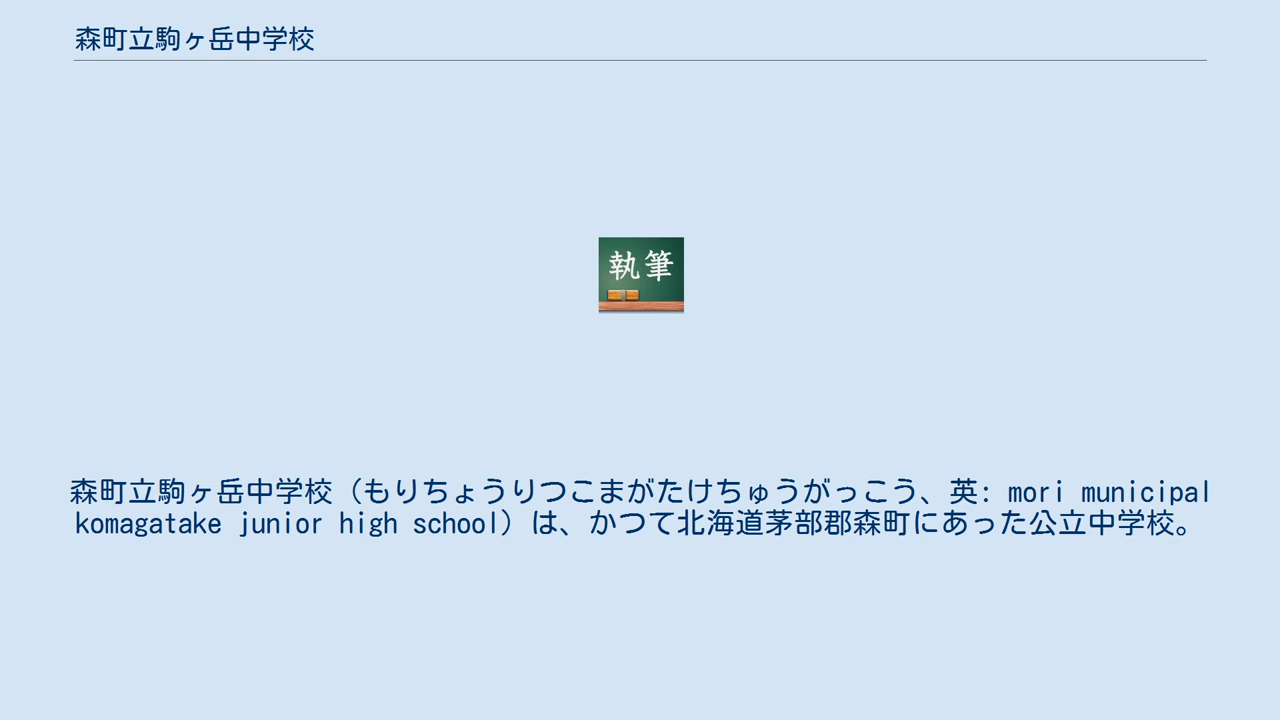 森町立駒ヶ岳中学校
執筆
森町立駒ヶ岳中学校（もりちょうりつこまがたけちゅうがっこう、英: mori municipal
komagatake junior high school）は、かつて北海道茅部郡森町にあった公立中学校。